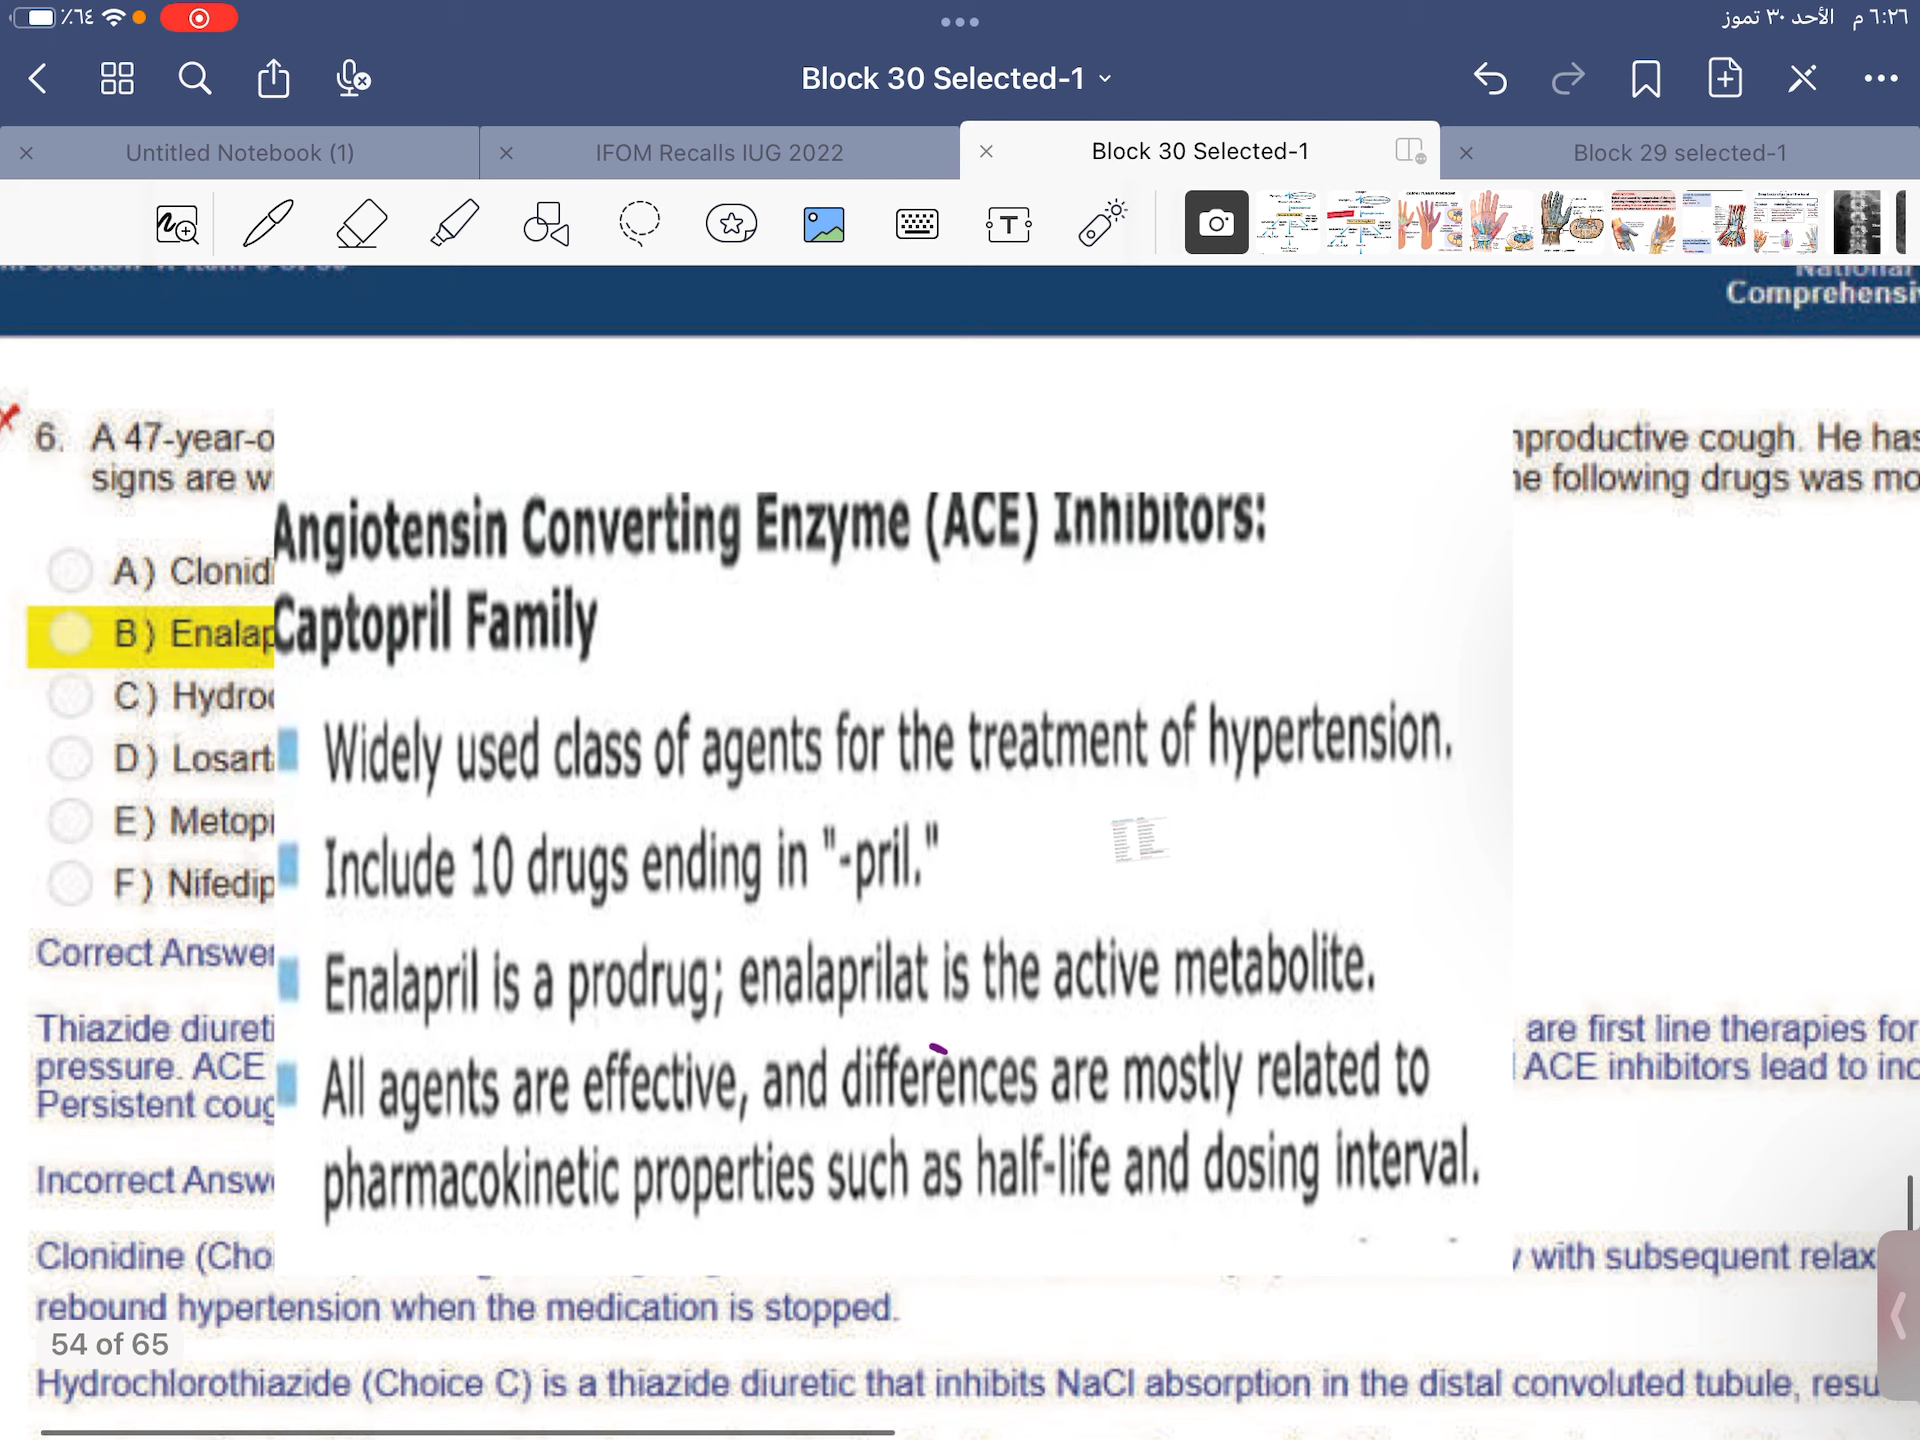 ٪٦٤
الأحد ٣٠ تموز ٦:٢٦ م
Block 30 Selected-1
Untitled Notebook (1)
IFOM Recalls IUG 2022
Block 30 Selected-1
Block 29 selected-1
T
National
Comprehensiv
6. A 47-year-o
nproductive cough. He has
signs are w
he following drugs was mo
Angiotensin Converting Enzyme (ACE) Inhibitors:
Captopril Family
A) Clonid
B) Enalap
C) Hydroc
D) Losart
E) Metop
F) Nifedip
Widely used class of agents for the treatment of hypertension.
Include 10 drugs ending in "-pril."
Enalapril is a prodrug; enalaprilat is the active metabolite.
All agents are effective, and differences are mostly related to
pharmacokinetic properties such as half-life and dosing interval.
Correct Answer
Thiazide diureti
are first line therapies for
pressure. ACE
ACE inhibitors lead to inc
Persistent coug
Incorrect Answ
Clonidine (Cho
with subsequent relax
rebound hypertension when the medication is stopped.
54 of 65
Hydrochlorothiazide (Choice C) is a thiazide diuretic that inhibits NaCl absorption in the distal convoluted tubule, resu